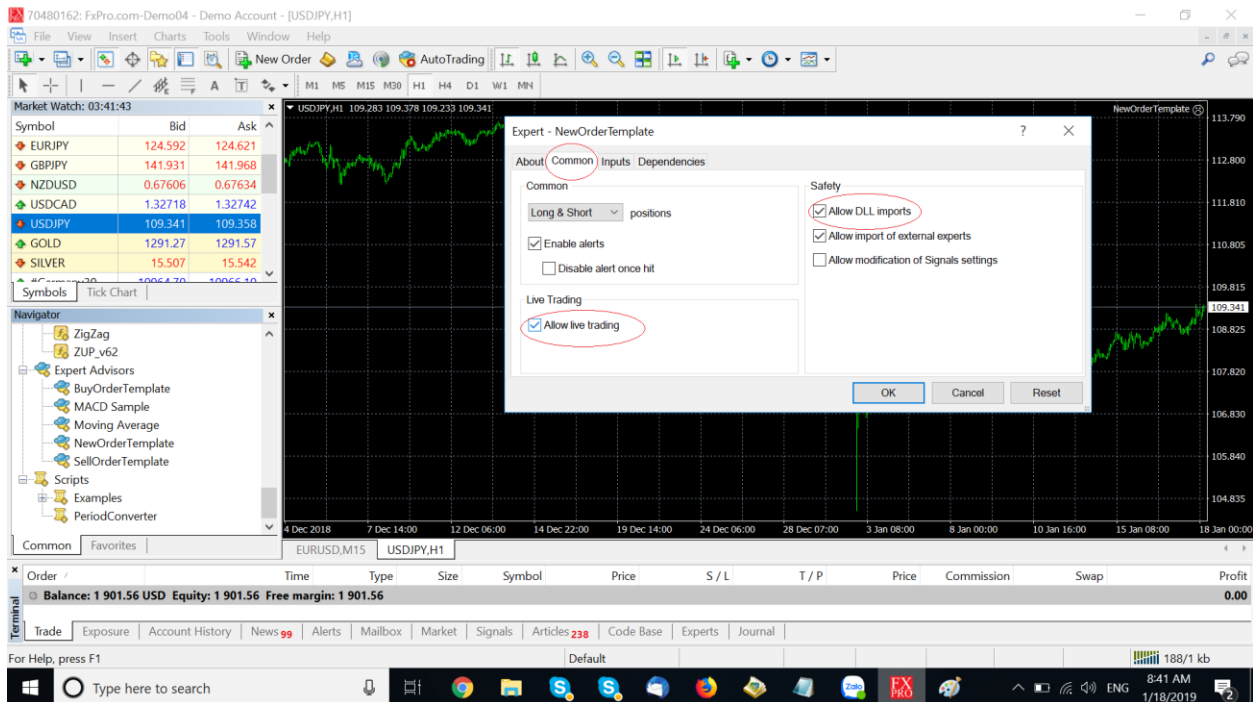 70480162: FxPro.com-Demo04 - Demo Account - [USDJPY,H1]
File View Insert Charts Tools Window Help
New Order AutoTrading
A T M1 M5 M15 M30 H1 H4 D1 W1 MN
Market Watch: 03:41:43
Symbol Bid Ask
EURJPY 124.592 124.621
GBPJPY 141.931 141.968
NZDUSD 0.67606 0.67634
USDCAD 1.32718 1.32742
USDJPY 109.341 109.358
GOLD 1291.27 1291.57
SILVER 15.507 15.542
Symbols Tick Chart
Navigator
ZigZag
ZUP_v62
Expert Advisors
BuyOrderTemplate
MACD Sample
Moving Average
NewOrderTemplate
SellOrderTemplate
Scripts
Examples
PeriodConverter
Common Favorites
USDJPY,H1 109.283 109.378 109.233 109.341
NewOrderTemplate
113.790
112.800
111.810
110.805
109.815
109.341
108.825
107.820
106.830
105.840
104.835
4 Dec 2018 7 Dec 14:00 12 Dec 06:00 14 Dec 22:00 19 Dec 14:00 24 Dec 06:00 28 Dec 07:00 3 Jan 08:00 8 Jan 00:00 10 Jan 16:00 15 Jan 08:00 18 Jan 00:00
EURUSD,M15 USDJPY,H1
Expert - NewOrderTemplate ?
About Common Inputs Dependencies
Common
Long & Short positions
Enable alerts
Disable alert once hit
Live Trading
Allow live trading
Safety
Allow DLL imports
Allow import of external experts
Allow modification of Signals settings
OK Cancel Reset
Order / Time Type Size Symbol Price S / L T / P Price Commission Swap Profit
Balance: 1 901.56 USD Equity: 1 901.56 Free margin: 1 901.56 0.00
Terminal
Trade Exposure Account History News 99 Alerts Mailbox Market Signals Articles 238 Code Base Experts Journal
For Help, press F1 Default 188/1 kb
Type here to search
Zalo
FX PRO
ENG
8:41 AM
1/18/2019
2